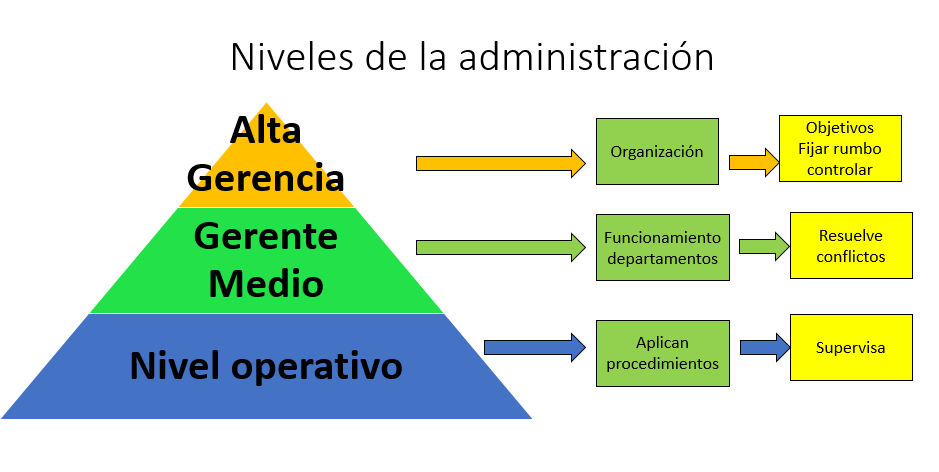 Niveles de la administración
Alta
Gerencia
Organización
Objetivos
Fijar rumbo
controlar
Gerente
Medio
Funcionamiento
departamentos
Resuelve
conflictos
Nivel operativo
Aplican
procedimientos
Supervisa